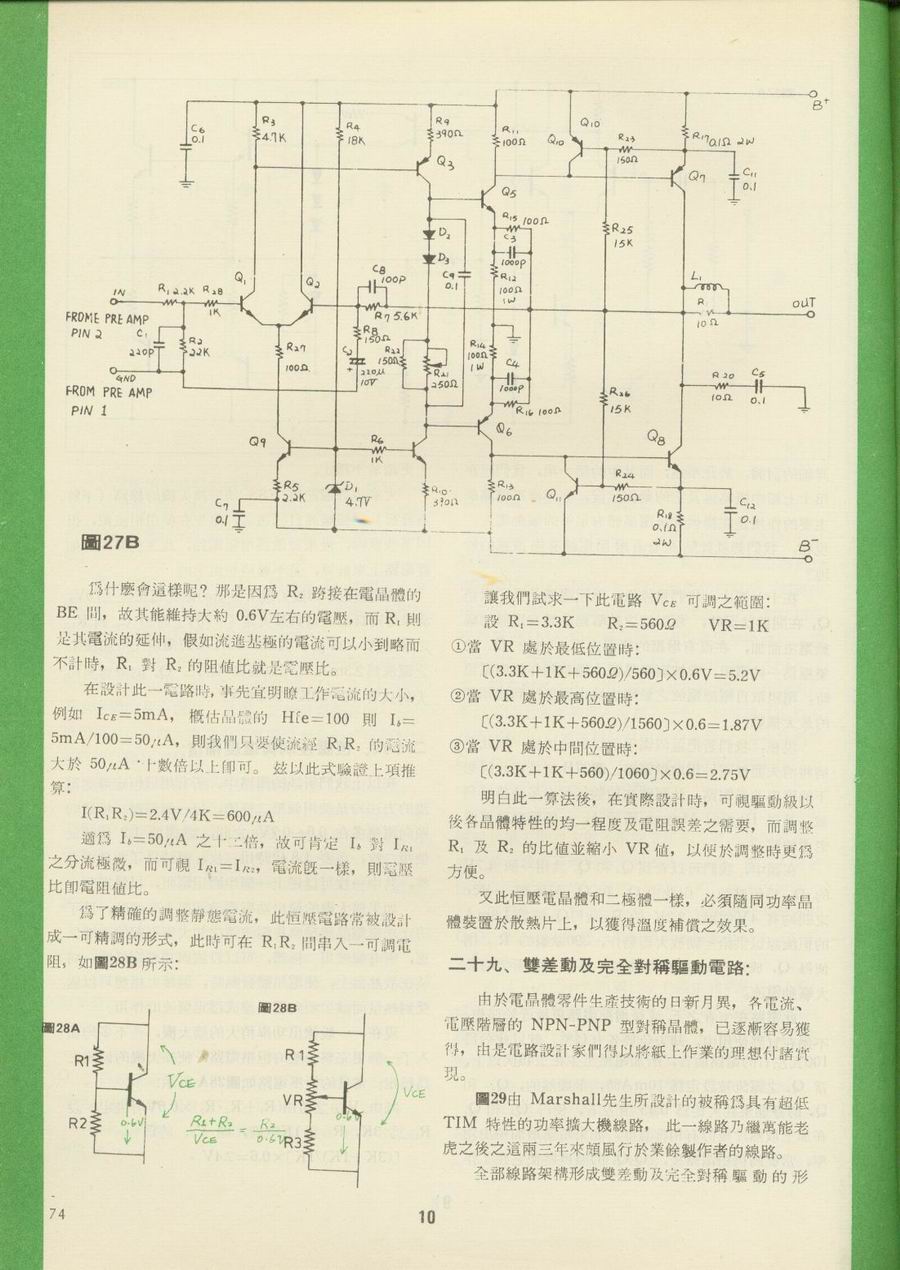 B+
R3
4.7K
C6
0.1
R4
18K
R9
390Ω
R11
100Ω
Q10
Q10
R23
150Ω
R17 0.1Ω 2W
C11
0.1
Q3
Q7
Q5
R15 100Ω
C3
1000P
R25
15K
D2
D3
C9
0.1
R12
100Ω
1W
IN
R1 2.2K
R28
1K
Q1
Q2
C8
100P
R7 5.6K
L1
R
10Ω
OUT
FROME PRE AMP
PIN 2
C1
220P
R2
22K
GND
FROM PRE AMP
PIN 1
R27
100Ω
R8
150Ω
C2
220μ
10V
R22
150Ω
R21
250Ω
R14
100Ω
1W
C4
1000P
R16 100Ω
R26
15K
R20
10Ω
C5
0.1
Q9
R6
1K
Q6
Q8
R5
2.2K
C7
0.1
D1
4.7V
R10
390Ω
R13
100Ω
Q11
R24
150Ω
R18
0.1Ω
2W
C12
0.1
B-
圖27B
爲什麼會這樣呢？那是因爲 R₂ 跨接在電晶體的
BE 間，故其能維持大約 0.6V左右的電壓，而 R₁ 則
是其電流的延伸，假如流進基極的電流可以小到略而
不計時，R₁ 對 R₂ 的阻値比就是電壓比。
在設計此一電路時，事先宜明瞭工作電流的大小，
例如 ICE=5mA， 概估晶體的 Hfe=100 則 Ib=
5mA/100=50μA，則我們只要使流經 R₁R₂ 的電流
大於 50μA 十數倍以上卽可。 玆以此式驗證上項推
算：
I(R₁R₂)=2.4V/4K=600μA
適爲 Ib=50μA 之十二倍，故可肯定 Ib 對 IR1
之分流極微，而可視 IR1=IR2，電流旣一樣，則電壓
比卽電阻値比。
爲了精確的調整靜態電流，此恒壓電路常被設計
成一可精調的形式，此時可在 R₁R₂ 間串入一可調電
阻，如圖28B 所示：
圖28A
R1
R2
VCE
0.6V
R1+R2/VCE = R2/0.6V
圖28B
R1
VR
R3
VCE
0.6V
讓我們試求一下此電路 VCE 可調之範圍：
設 R₁=3.3K R₂=560Ω VR=1K
①當 VR 處於最低位置時：
〔(3.3K+1K+560Ω)/560〕×0.6V=5.2V
②當 VR 處於最高位置時：
〔(3.3K+1K+560Ω)/1560〕×0.6=1.87V
③當 VR 處於中間位置時：
〔(3.3K+1K+560)/1060〕×0.6=2.75V
明白此一算法後，在實際設計時，可視驅動級以
後各晶體特性的均一程度及電阻誤差之需要，而調整
R₁ 及 R₂ 的比値並縮小 VR 値，以便於調整時更爲
方便。
又此恒壓電晶體和二極體一樣，必須隨同功率晶
體裝置於散熱片上，以獲得溫度補償之效果。
二十九、雙差動及完全對稱驅動電路：
由於電晶體零件生產技術的日新月異，各電流、
電壓階層的 NPN-PNP 型對稱晶體，已逐漸容易獲
得，由是電路設計家們得以將紙上作業的理想付諸實
現。
圖29由 Marshall先生所設計的被稱爲具有超低
TIM 特性的功率擴大機線路， 此一線路乃繼萬能老
虎之後之這兩三年來頗風行於業餘製作者的線路。
全部線路架構形成雙差動及完全對稱驅動的形
74
10